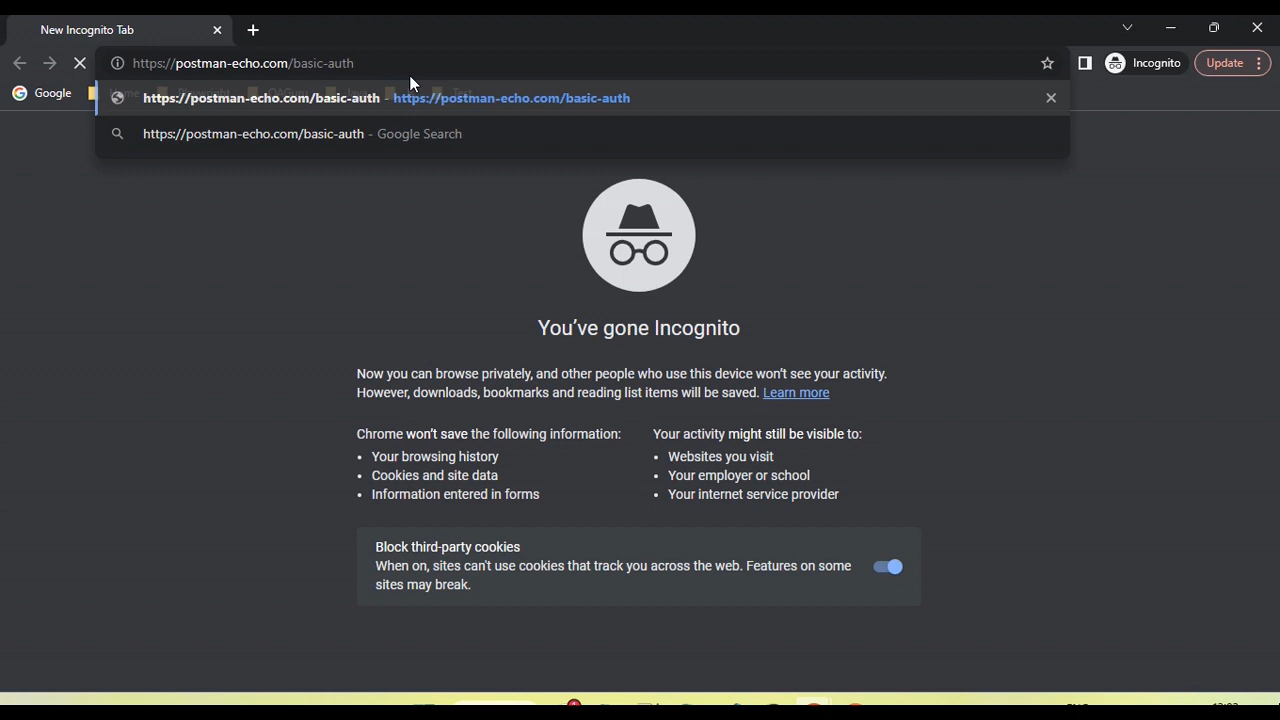 New Incognito Tab
https://postman-echo.com/basic-auth
Incognito
Update
Google
https://postman-echo.com/basic-auth - https://postman-echo.com/basic-auth
https://postman-echo.com/basic-auth - Google Search
You've gone Incognito
Now you can browse privately, and other people who use this device won't see your activity.
However, downloads, bookmarks and reading list items will be saved. Learn more
Chrome won't save the following information:
• Your browsing history
• Cookies and site data
• Information entered in forms
Your activity might still be visible to:
• Websites you visit
• Your employer or school
• Your internet service provider
Block third-party cookies
When on, sites can't use cookies that track you across the web. Features on some
sites may break.